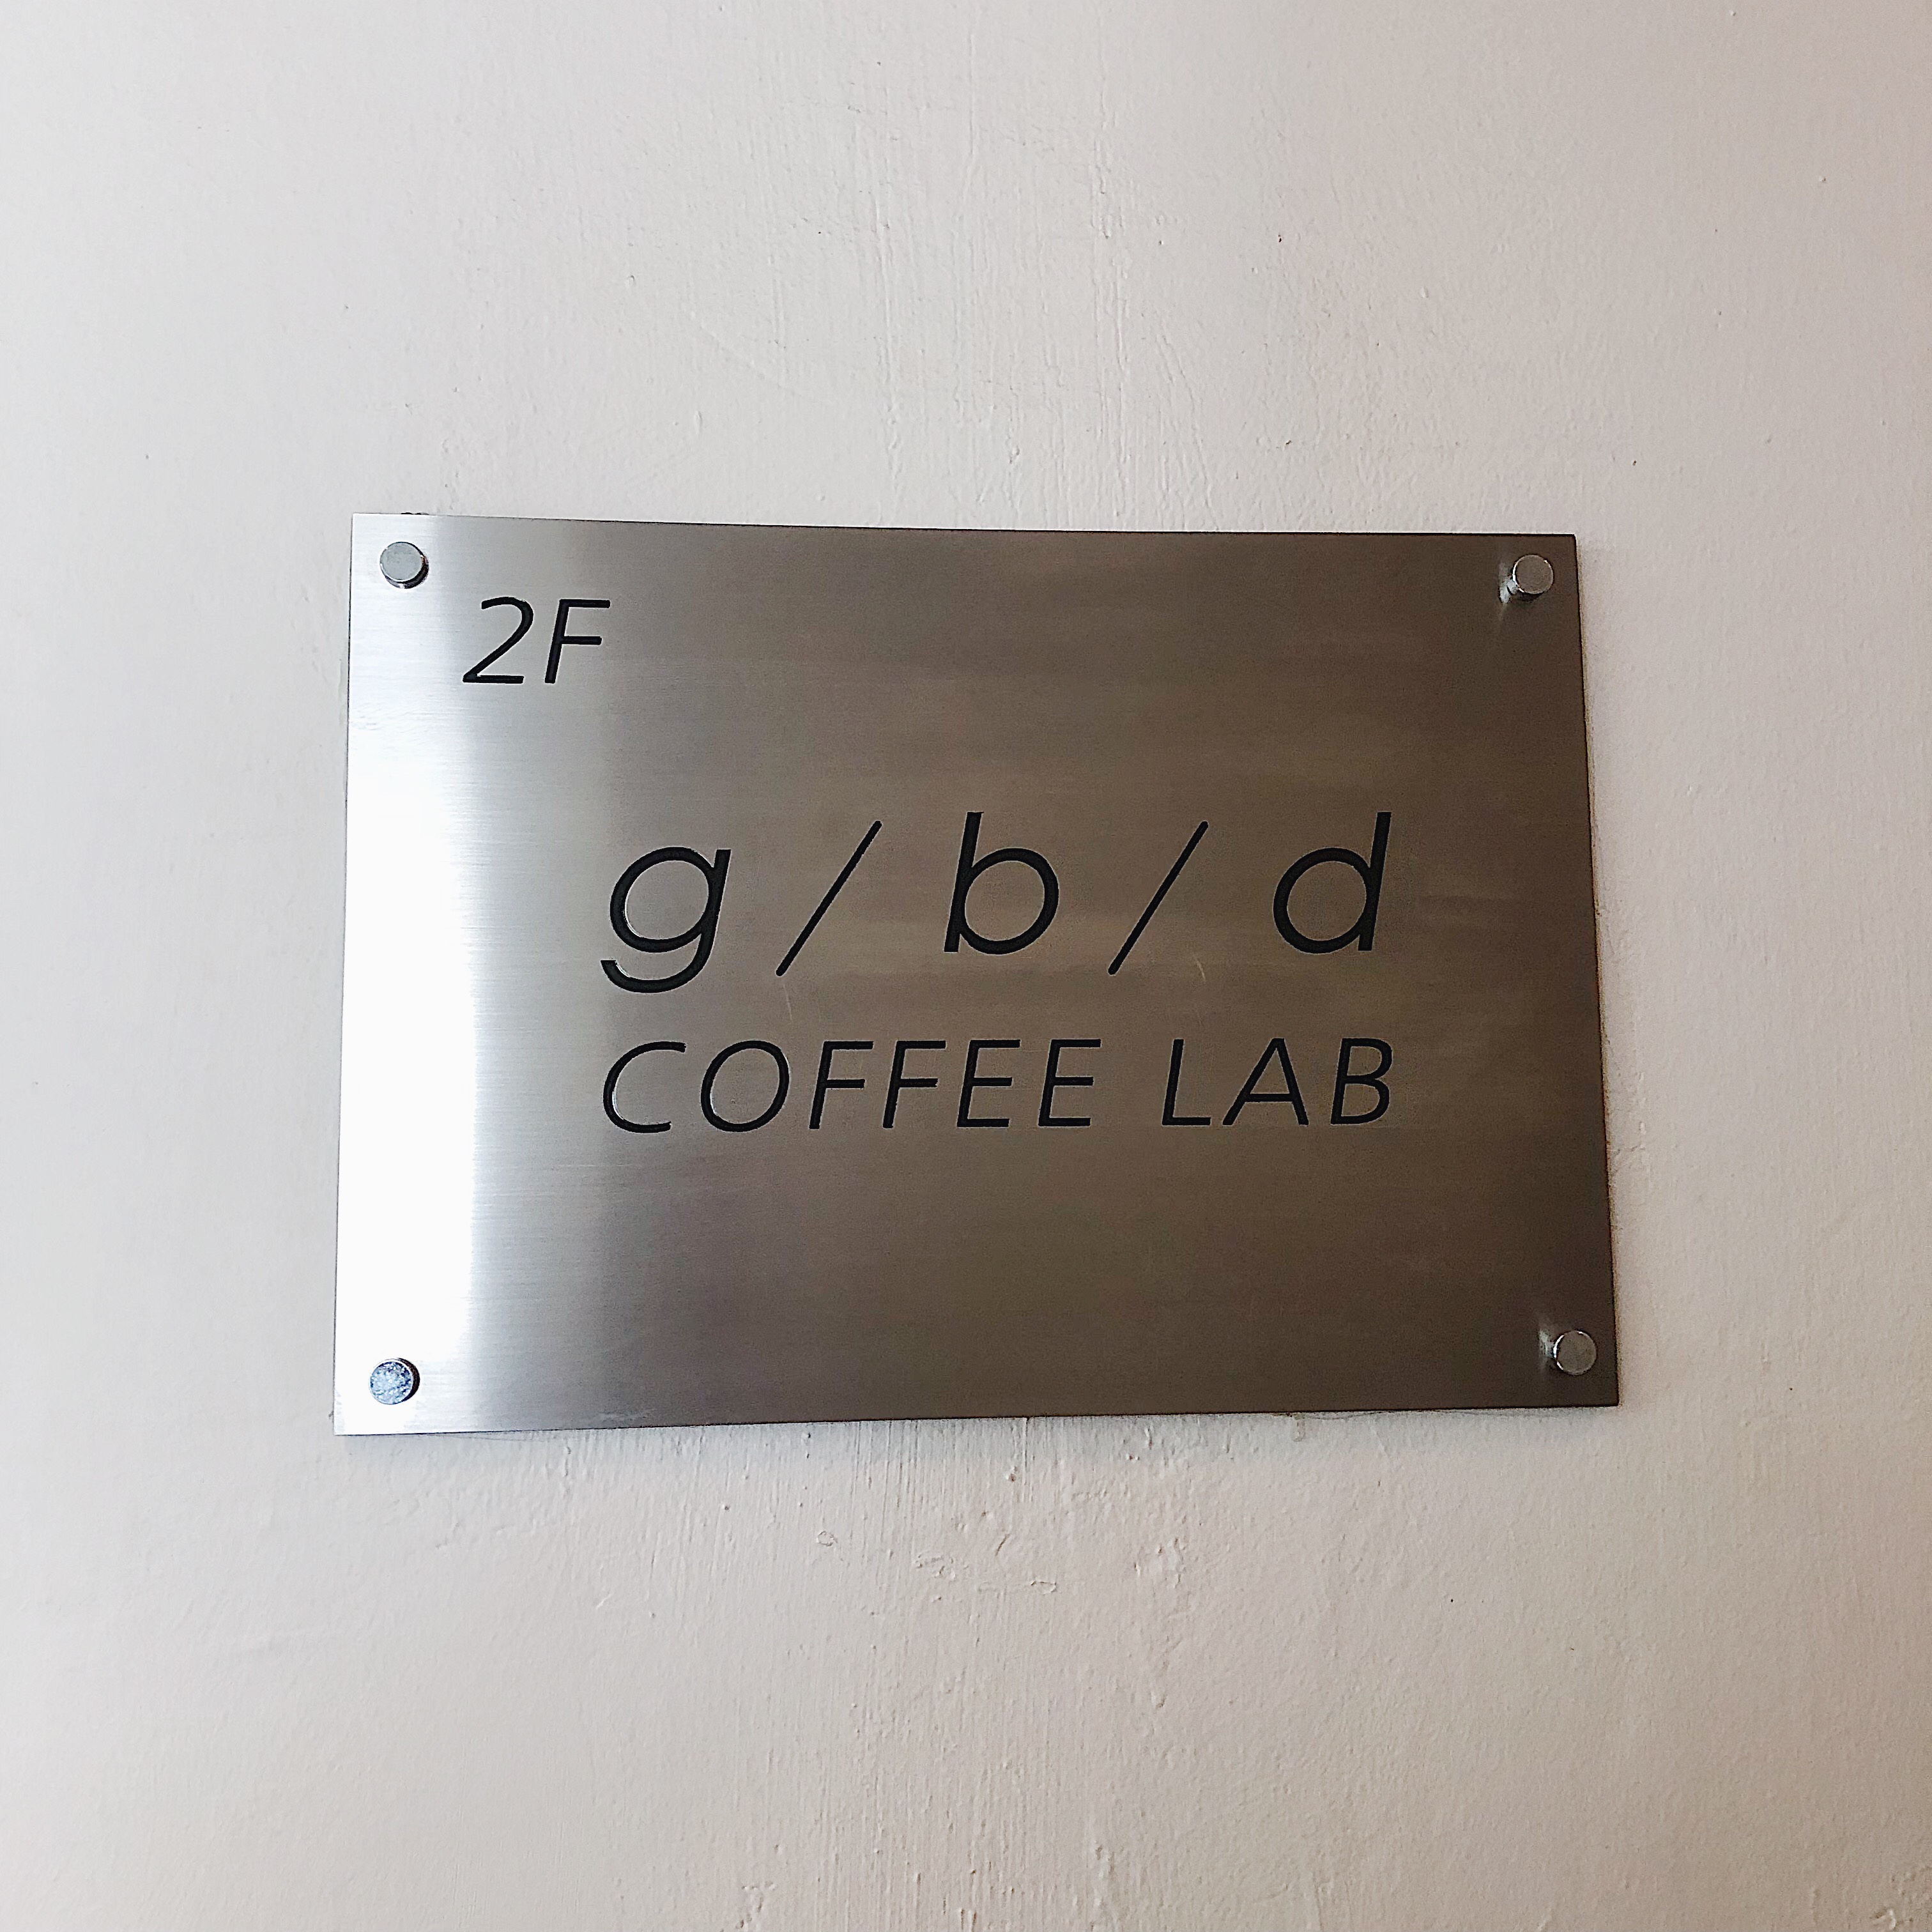 2F
g / b / d
COFFEE LAB